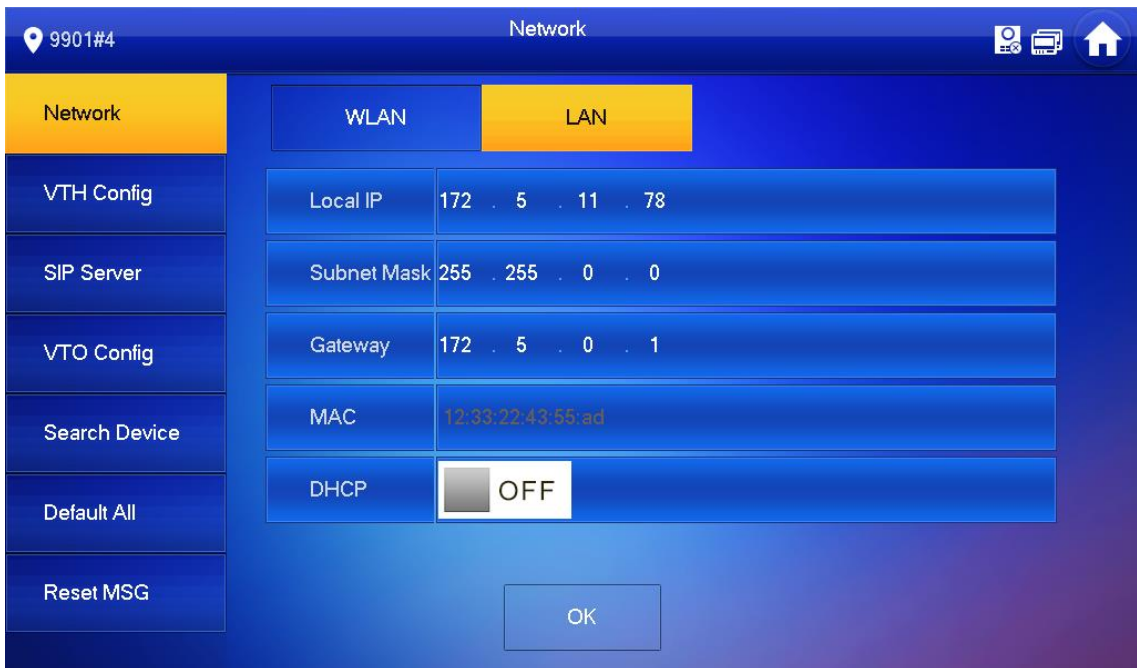 9901#4
Network
Network
WLAN
LAN
VTH Config
Local IP 172 . 5 . 11 . 78
SIP Server
Subnet Mask 255 . 255 . 0 . 0
VTO Config
Gateway 172 . 5 . 0 . 1
Search Device
MAC 12:33:22:43:55:ad
Default All
DHCP OFF
Reset MSG
OK